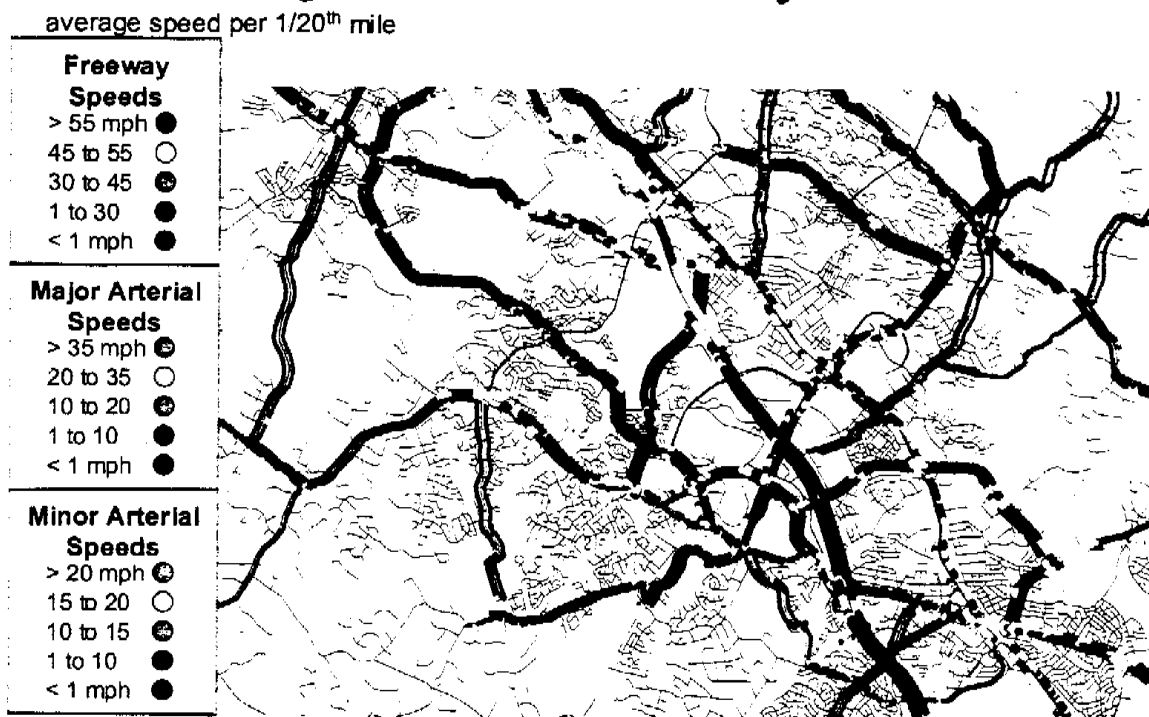 average speed per 1/20th mile
Freeway
Speeds
> 55 mph
45 to 55
30 to 45
1 to 30
< 1 mph
Major Arterial
Speeds
> 35 mph
20 to 35
10 to 20
1 to 10
< 1 mph
Minor Arterial
Speeds
> 20 mph
15 to 20
10 to 15
1 to 10
< 1 mph